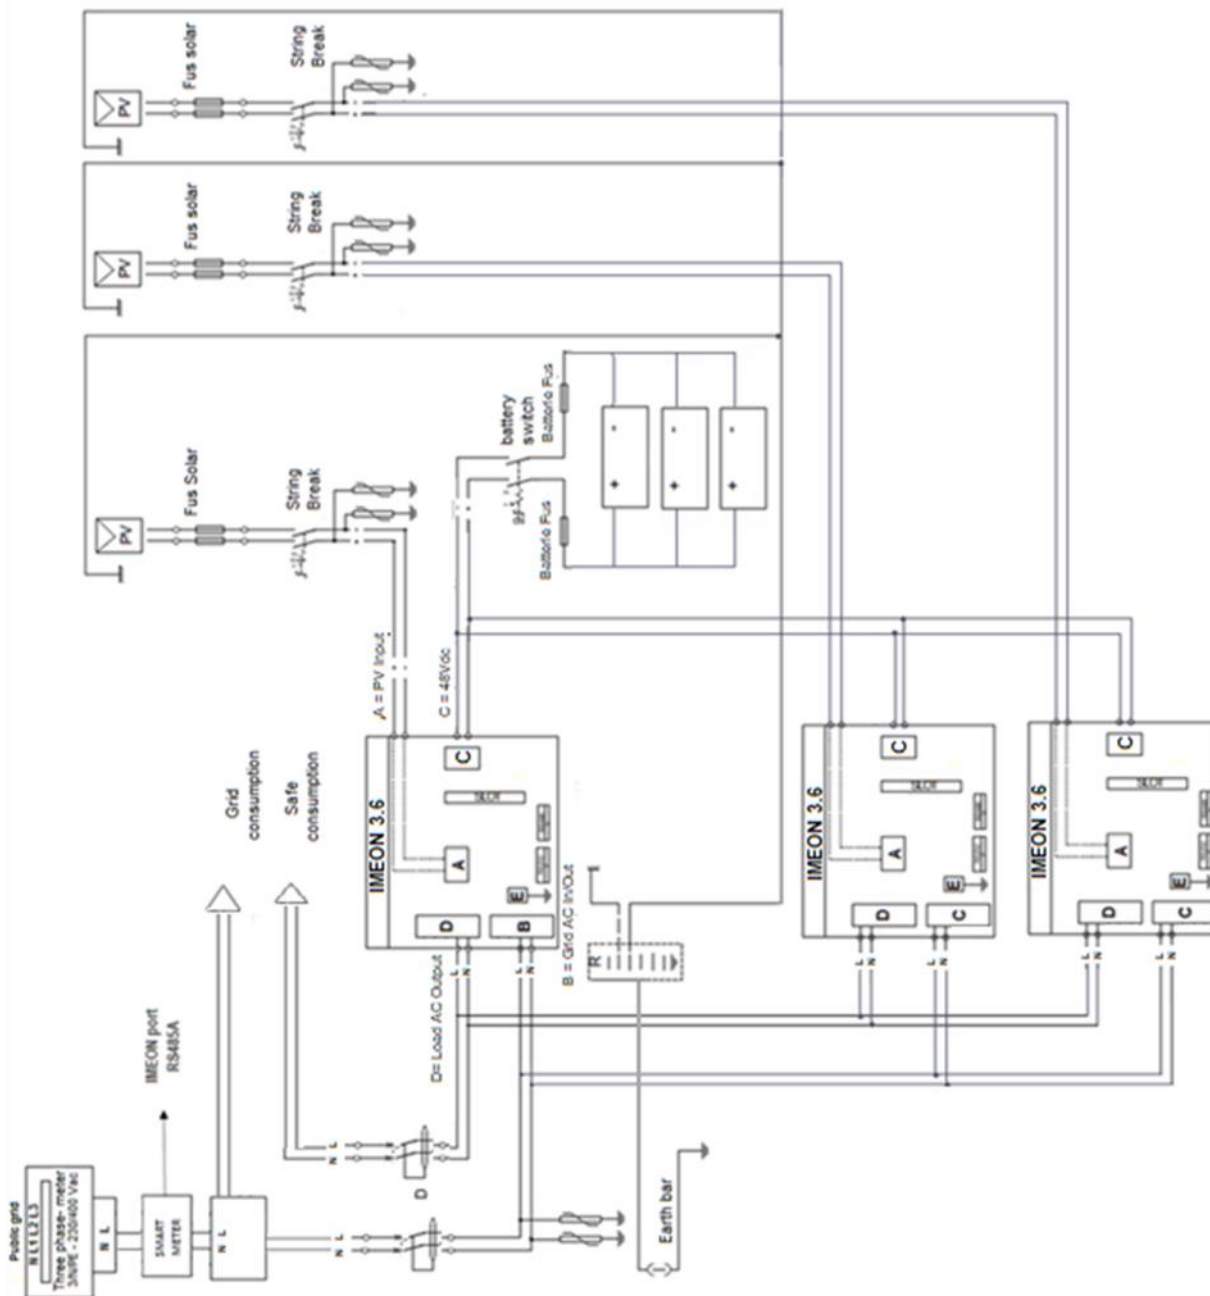 PV
Fus solar
String
Break
PV
Fus solar
String
Break
PV
Fus Solar
String
Break
battery
switch
Batterie Fus
Batterie Fus
+
-
+
-
+
-
A = PV Input
C = 48Vdc
Grid
consumption
Safe
consumption
IMEON 3.6
A
C
D
B
E
IMEON 3.6
A
C
D
C
E
IMEON 3.6
A
C
D
C
E
L
N
L
N
L
N
L
N
L
N
L
N
D= Load AC Output
B = Grid AC In/Out
R
IMEON port
RS485A
Public grid
N L1 L2 L3
Three phase- meter
3/N/PE - 230/400 Vac
N L
SMART
METER
N L
N
L
N
L
D
Earth bar